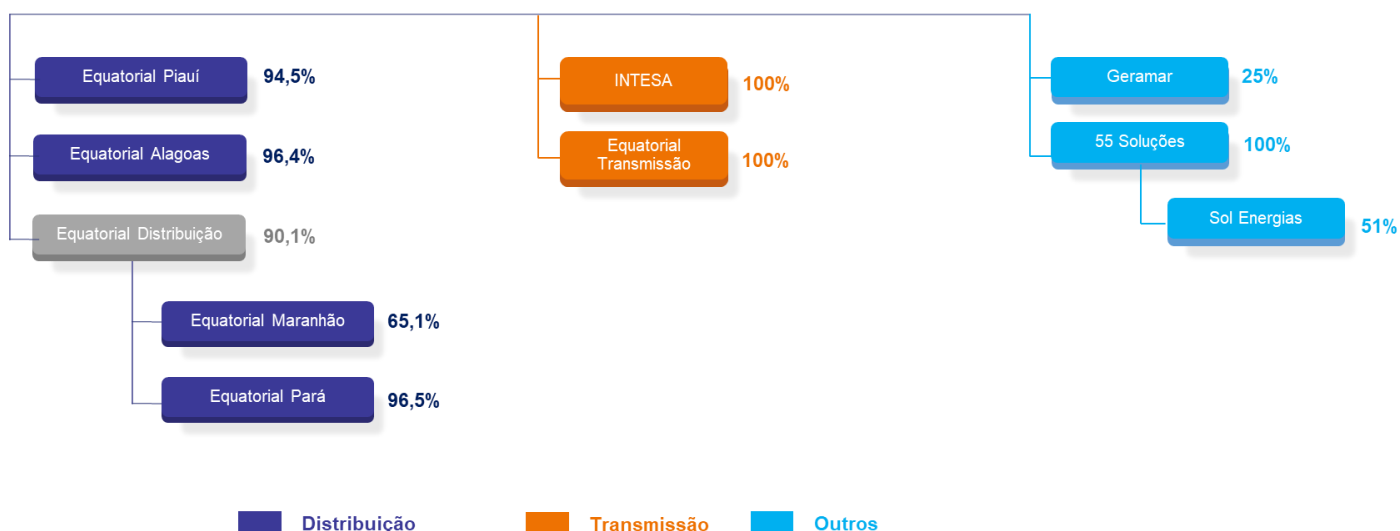 Equatorial Piauí
94,5%
Equatorial Alagoas
96,4%
Equatorial Distribuição
90,1%
Equatorial Maranhão
65,1%
Equatorial Pará
96,5%
INTESA
100%
Equatorial
Transmissão
100%
Geramar
25%
55 Soluções
100%
Sol Energias
51%
Distribuição
Transmissão
Outros